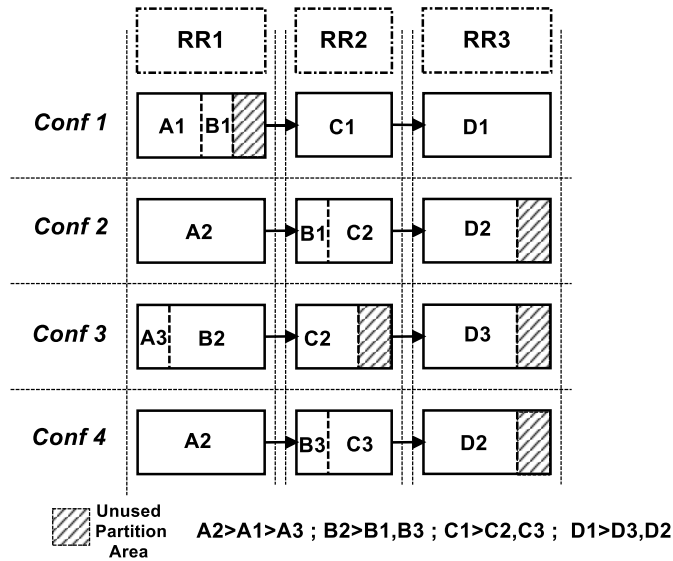 RR1 RR2 RR3
Conf 1 A1 B1 C1 D1
Conf 2 A2 B1 C2 D2
Conf 3 A3 B2 C2 D3
Conf 4 A2 B3 C3 D2
Unused
Partition
Area
A2>A1>A3 ; B2>B1,B3 ; C1>C2,C3 ; D1>D3,D2